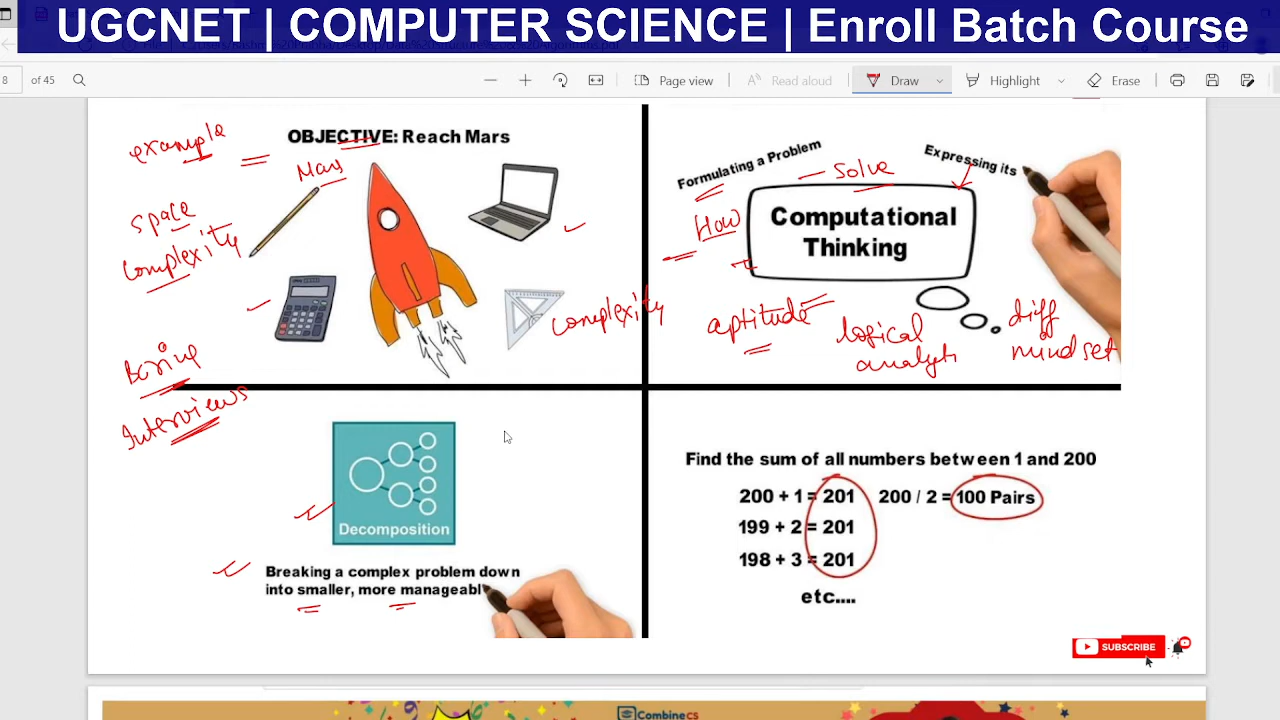 UGCNET | COMPUTER SCIENCE | Enroll Batch Course
8 of 45
Page view
Read aloud
Draw
Highlight
Erase
example
OBJECTIVE: Reach Mars
Mars
space
complexity
complexity
Boring
Interviews
Formulating a Problem
Solve
Expressing its
How
Computational
Thinking
aptitude
logical
analyti
diff
mindset
Decomposition
Breaking a complex problem down
into smaller, more manageabl
Find the sum of all numbers between 1 and 200
200 + 1 = 201 200 / 2 = 100 Pairs
199 + 2 = 201
198 + 3 = 201
etc....
SUBSCRIBE
CombineCS